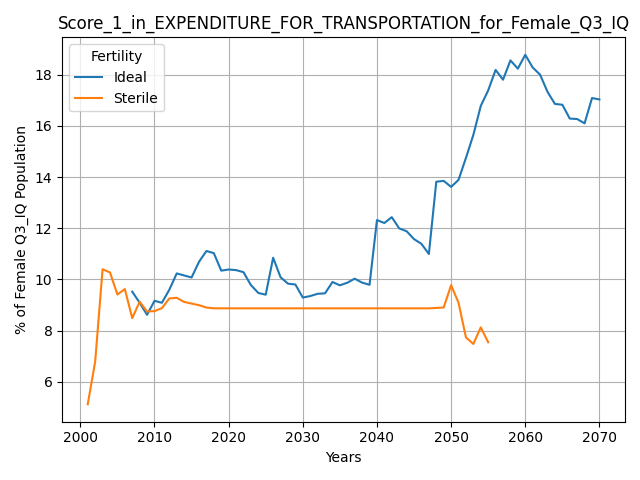 Score_1_in_EXPENDITURE_FOR_TRANSPORTATION_for_Female_Q3_IQ
Fertility
Ideal
Sterile
% of Female Q3_IQ Population
18
16
14
12
10
8
6
2000 2010 2020 2030 2040 2050 2060 2070
Years